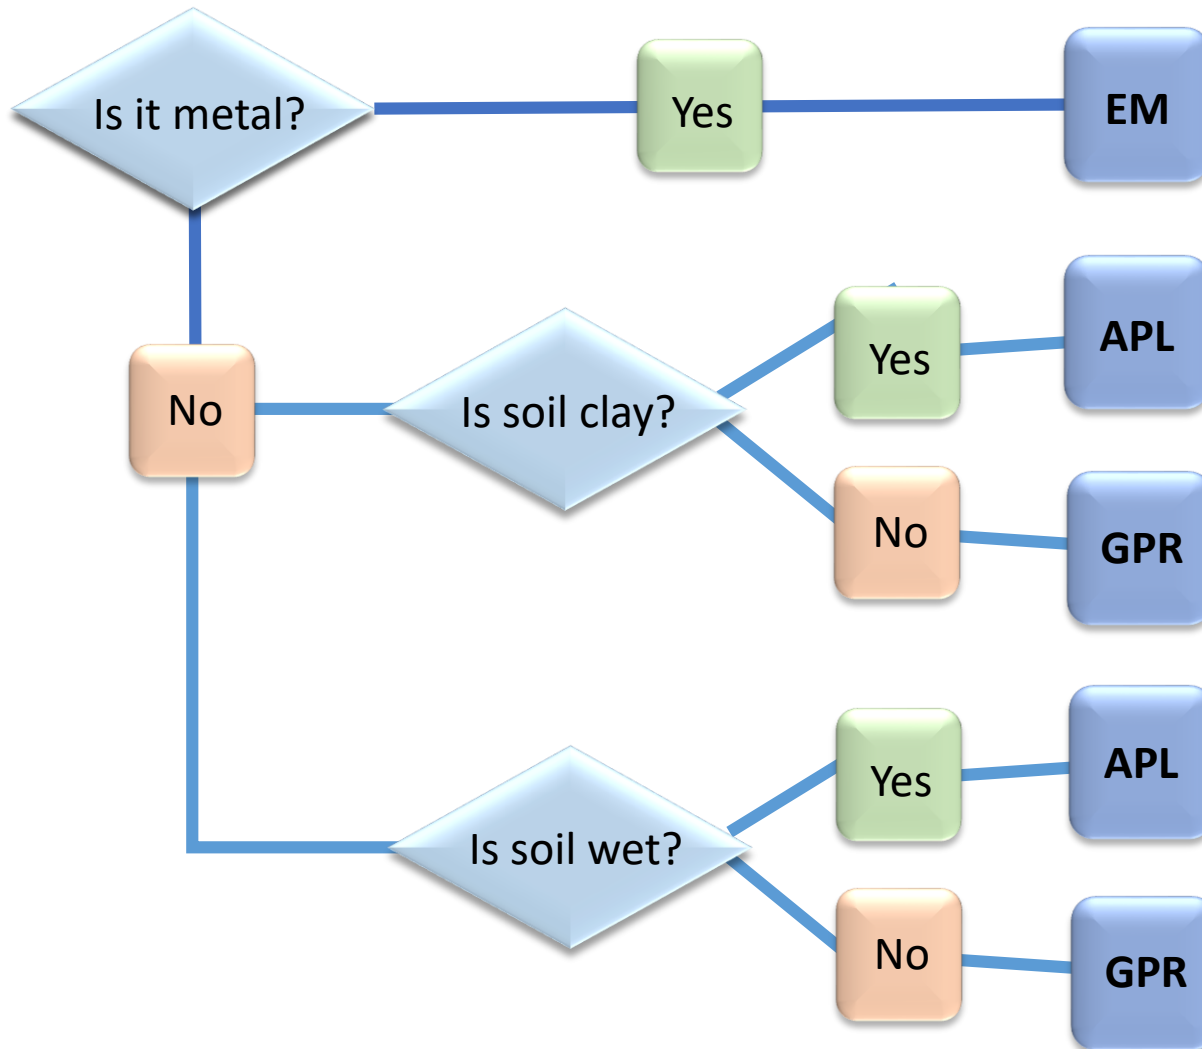 Is it metal?
Yes
EM
No
Is soil clay?
Yes
APL
No
GPR
Is soil wet?
Yes
APL
No
GPR